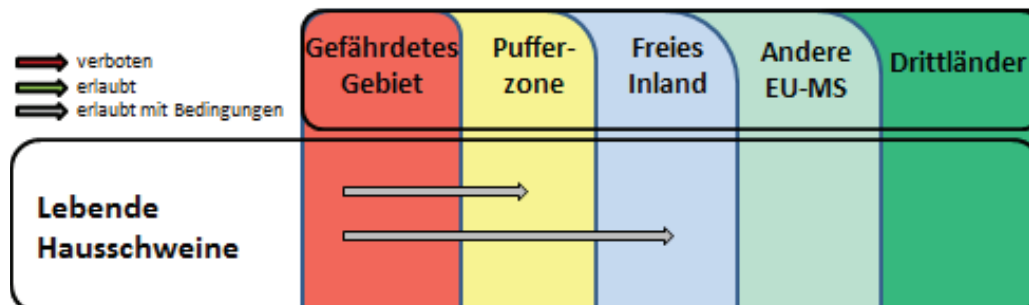 verboten
erlaubt
erlaubt mit Bedingungen
Gefährdetes
Gebiet
Puffer-
zone
Freies
Inland
Andere
EU-MS
Drittländer
Lebende
Hausschweine